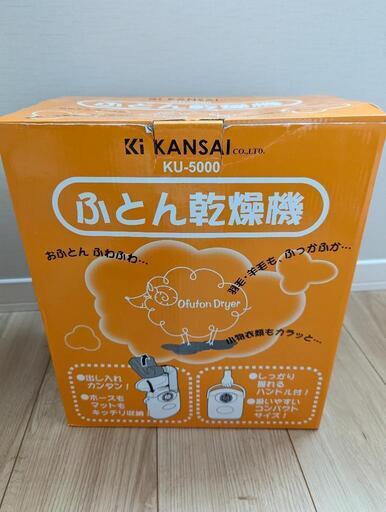 Ki KANSAI CO.,LTD.
KU-5000
ふとん乾燥機
おふとん ふわふわ…
羽毛・羊毛も ふっかふか…
Ofuton Dryer
小物衣類もカラッと…
●出し入れ
カンタン！
●ホースも
マットも
キッチリ収納
●しっかり
握れる
ハンドル付！
●扱いやすい
コンパクト
サイズ！